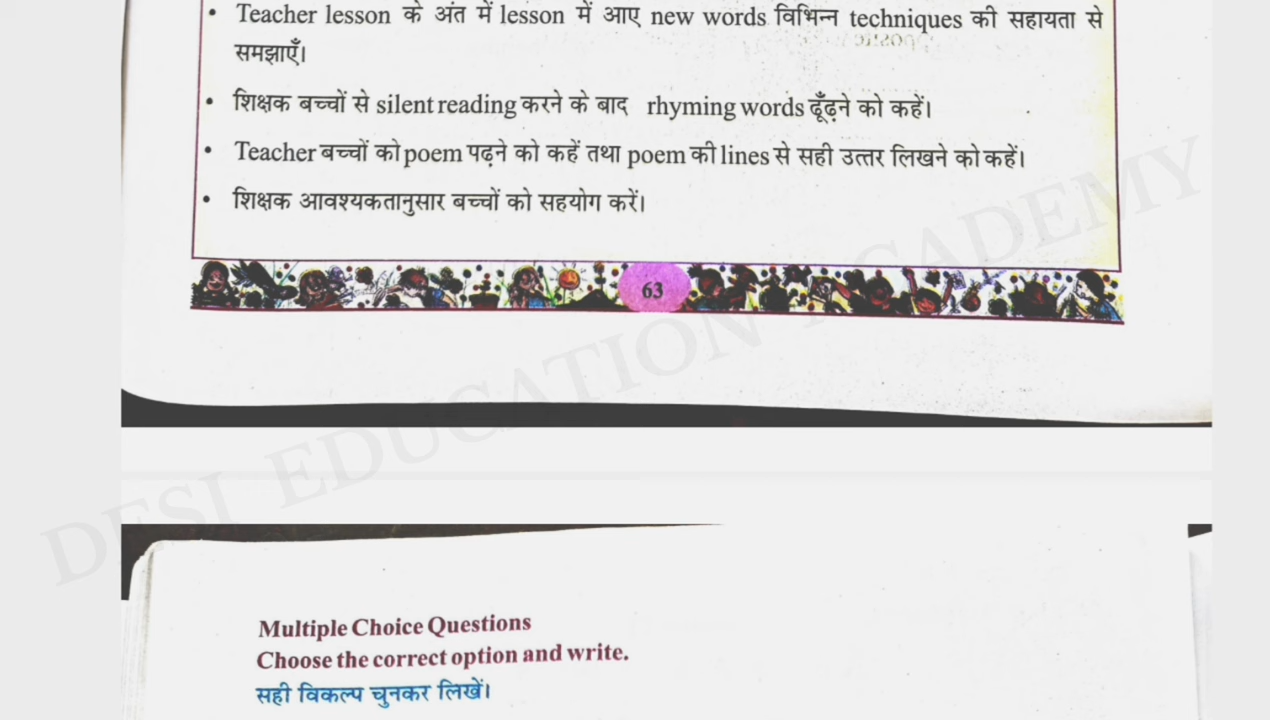 • Teacher lesson के अंत में lesson में आए new words विभिन्न techniques की सहायता से
समझाएँ।
• शिक्षक बच्चों से silent reading करने के बाद rhyming words ढूँढ़ने को कहें।
• Teacher बच्चों को poem पढ़ने को कहें तथा poem की lines से सही उत्तर लिखने को कहें।
• शिक्षक आवश्यकतानुसार बच्चों को सहयोग करें।
63
DESI EDUCATION ACADEMY
Multiple Choice Questions
Choose the correct option and write.
सही विकल्प चुनकर लिखें।